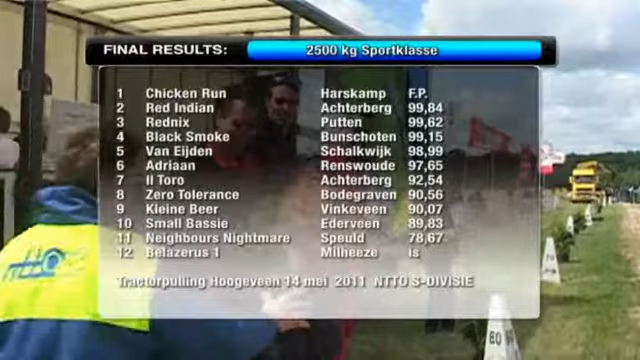 FINAL RESULTS: 2500 kg Sportklasse
1 Chicken Run Harskamp F.P.
2 Red Indian Achterberg 99,84
3 Rednix Putten 99,62
4 Black Smoke Bunschoten 99,15
5 Van Eijden Schalkwijk 98,99
6 Adriaan Renswoude 97,65
7 Il Toro Achterberg 92,54
8 Zero Tolerance Bodegraven 90,56
9 Kleine Beer Vinkeveen 90,07
10 Small Bassie Ederveen 89,83
11 Neighbours Nightmare Speuld 78,67
12 Belazerus 1 Milheeze is
Tractorpulling Hoogeveen 14 mei 2011 NTTO S-DIVISIE
80